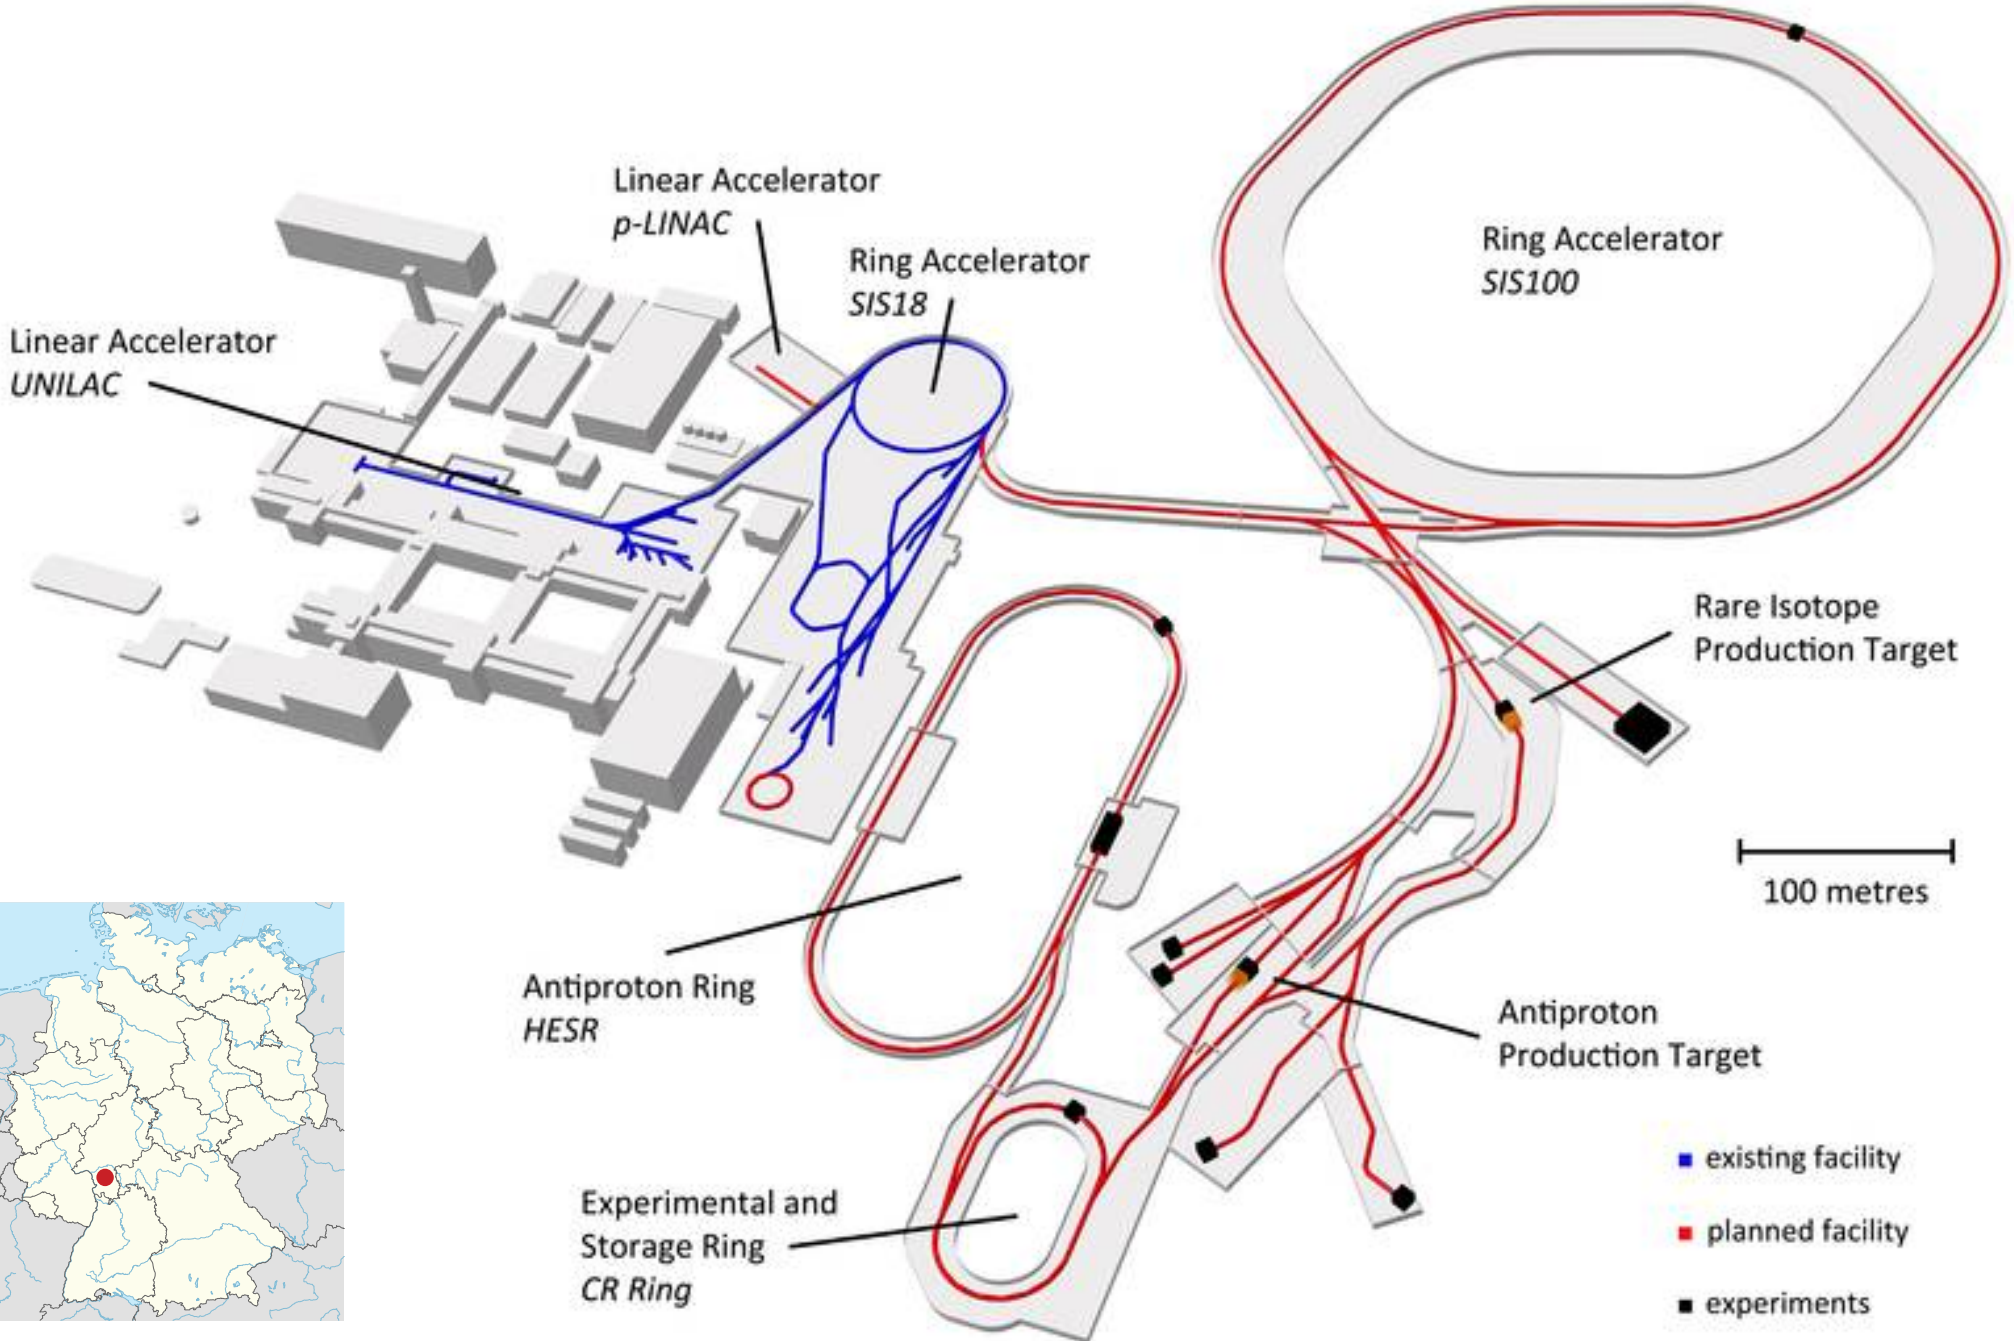 Linear Accelerator
p-LINAC
Ring Accelerator
SIS18
Ring Accelerator
SIS100
Linear Accelerator
UNILAC
Rare Isotope
Production Target
100 metres
Antiproton Ring
HESR
Antiproton
Production Target
Experimental and
Storage Ring
CR Ring
existing facility
planned facility
experiments